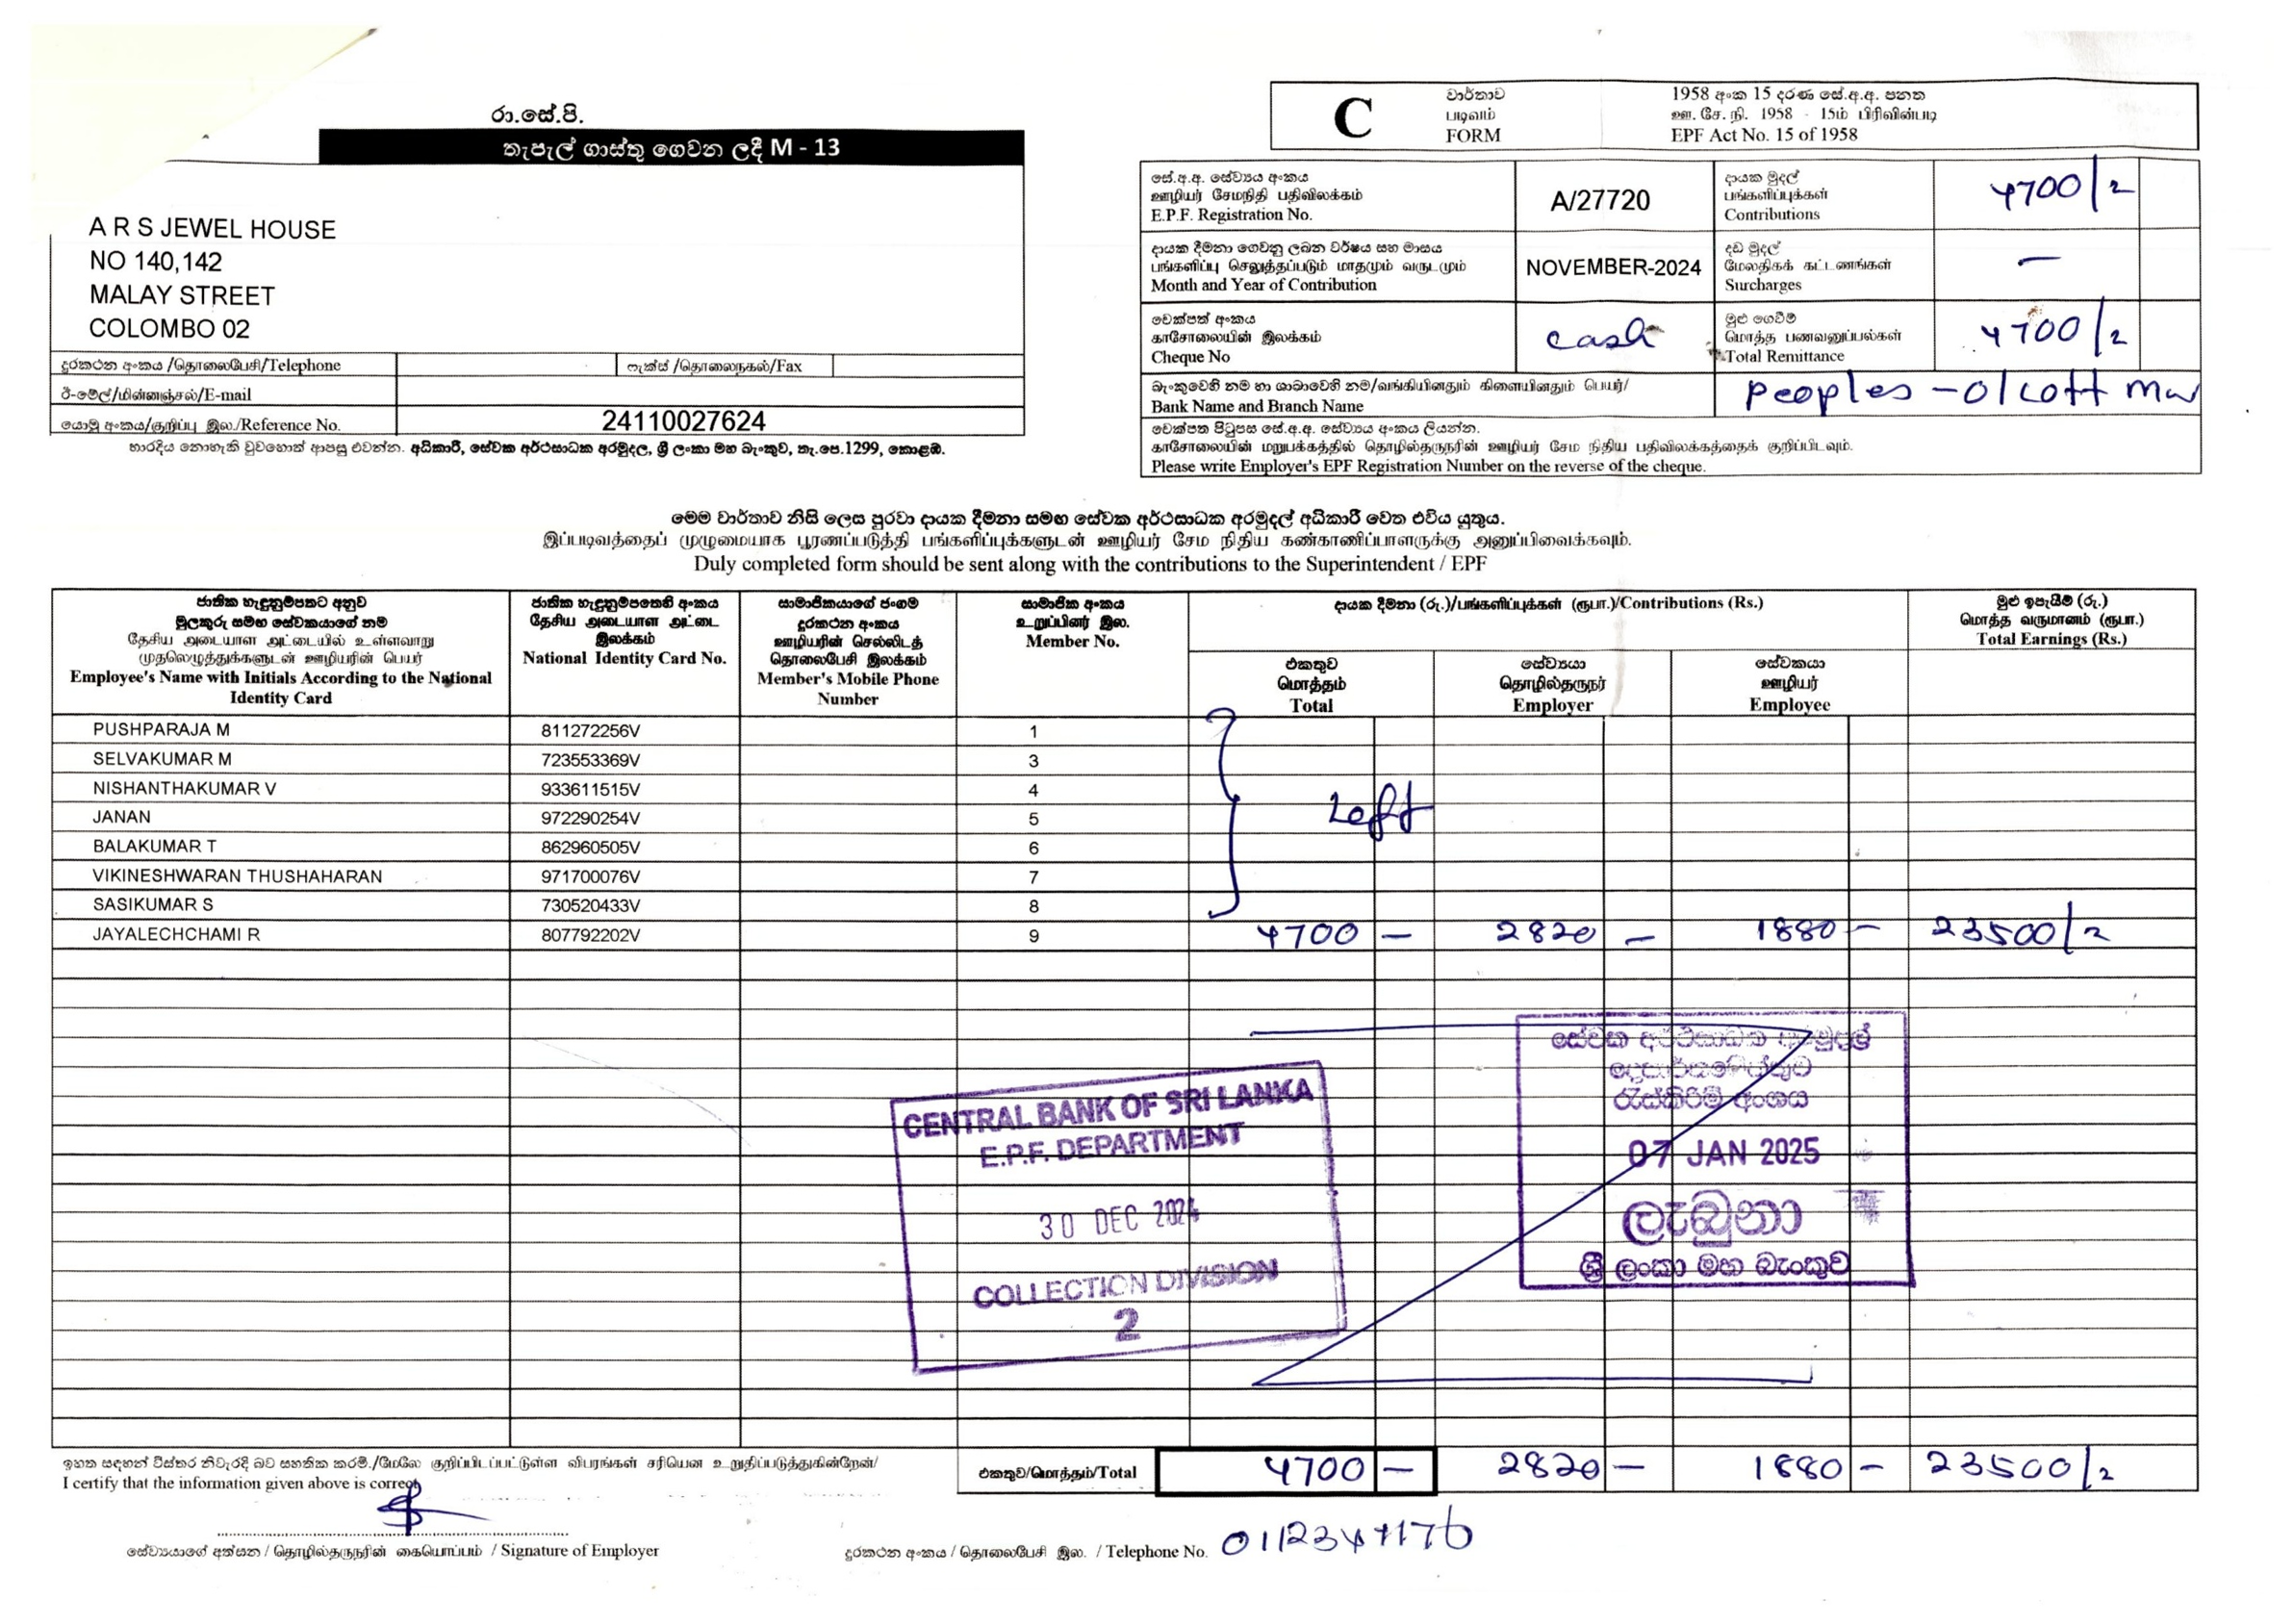 රා.සේ.පි.
තැපැල් ගාස්තු ගෙවන ලදී M - 13
A R S JEWEL HOUSE
NO 140,142
MALAY STREET
COLOMBO 02
දුරකථන අංකය /தொலைபேசி/Telephone
ෆැක්ස් /தொலைநகல்/Fax
ඊ-මේල්/மின்னஞ்சல்/E-mail
යොමු අංකය/குறிப்பு இல./Reference No. 24110027624
භාරදිය නොහැකි වුවහොත් ආපසු එවන්න. අධිකාරී, සේවක අර්ථසාධක අරමුදල, ශ්‍රී ලංකා මහ බැංකුව, තැ.පෙ.1299, කොළඹ.
C
වාර්තාව
படிவம்
FORM
1958 අංක 15 දරණ සේ.අ.අ. පනත
ஊ. சே. நி. 1958 - 15ம் பிரிவின்படி
EPF Act No. 15 of 1958
සේ.අ.අ. සේව්‍යය අංකය
ஊழியர் சேமநிதி பதிவிலக்கம்
E.P.F. Registration No.
A/27720
දායක මුදල්
பங்களிப்புக்கள்
Contributions
4700/2
දායක දීමනා ගෙවනු ලබන වර්ෂය සහ මාසය
பங்களிப்பு செலுத்தப்படும் மாதமும் வருடமும்
Month and Year of Contribution
NOVEMBER-2024
දඩ මුදල්
மேலதிகக் கட்டணங்கள்
Surcharges
—
චෙක්පත් අංකය
காசோலையின் இலக்கம்
Cheque No
cash
මුළු ගෙවීම්
மொத்த பணவனுப்பல்கள்
Total Remittance
4700/2
බැංකුවෙහි නම හා ශාඛාවෙහි නම/வங்கியினதும் கிளையினதும் பெயர்/
Bank Name and Branch Name
Peoples - Olcott Mw
චෙක්පත පිටුපස සේ.අ.අ. සේව්‍යය අංකය ලියන්න.
காசோலையின் மறுபக்கத்தில் தொழில்தருநரின் ஊழியர் சேம நிதிய பதிவிலக்கத்தைக் குறிப்பிடவும்.
Please write Employer's EPF Registration Number on the reverse of the cheque.
මෙම වාර්තාව නිසි ලෙස පුරවා දායක දීමනා සමඟ සේවක අර්ථසාධක අරමුදල් අධිකාරී වෙත එවිය යුතුය.
இப்படிவத்தைப் முழுமையாக பூரணப்படுத்தி பங்களிப்புக்களுடன் ஊழியர் சேம நிதிய கண்காணிப்பாளருக்கு அனுப்பிவைக்கவும்.
Duly completed form should be sent along with the contributions to the Superintendent / EPF
ජාතික හැඳුනුම්පතට අනුව
මුලකුරු සමඟ සේවකයාගේ නම
தேசிய அடையாள அட்டையில் உள்ளவாறு
முதலெழுத்துக்களுடன் ஊழியரின் பெயர்
Employee's Name with Initials According to the National
Identity Card
ජාතික හැඳුනුම්පතෙහි අංකය
தேசிய அடையாள அட்டை
இலக்கம்
National Identity Card No.
සාමාජිකයාගේ ජංගම
දුරකථන අංකය
ஊழியரின் செல்லிடத்
தொலைபேசி இலக்கம்
Member's Mobile Phone
Number
සාමාජික අංකය
உறுப்பினர் இல.
Member No.
දායක දීමනා (රු.)/பங்களிப்புக்கள் (ரூபா.)/Contributions (Rs.)
එකතුව
மொத்தம்
Total
සේව්‍යයා
தொழில்தருநர்
Employer
සේවකයා
ஊழியர்
Employee
මුළු ඉපැයීම් (රු.)
மொத்த வருமானம் (ரூபா.)
Total Earnings (Rs.)
PUSHPARAJA M 811272256V 1
SELVAKUMAR M 723553369V 3
NISHANTHAKUMAR V 933611515V 4
JANAN 972290254V 5
Left
BALAKUMAR T 862960505V 6
VIKINESHWARAN THUSHAHARAN 971700076V 7
SASIKUMAR S 730520433V 8
JAYALECHCHAMI R 807792202V 9 4700 — 2820 — 1880 — 23500/2
CENTRAL BANK OF SRI LANKA
E.P.F. DEPARTMENT
30 DEC 2024
COLLECTION DIVISION
2
සේවක අර්ථසාධක අරමුදල්
දෙපාර්තමේන්තුව
රැස්කිරීම් අංශය
07 JAN 2025
ලැබුනා
ශ්‍රී ලංකා මහ බැංකුව
ඉහත සඳහන් විස්තර නිවැරදි බව සහතික කරමි./மேலே குறிப்பிடப்பட்டுள்ள விபரங்கள் சரியென உறுதிப்படுத்துகின்றேன்/
I certify that the information given above is correct
එකතුව/மொத்தம்/Total 4700 — 2820 — 1880 — 23500/2
සේව්‍යයාගේ අත්සන / தொழில்தருநரின் கையொப்பம் / Signature of Employer
දුරකථන අංකය / தொலைபேசி இல. / Telephone No.